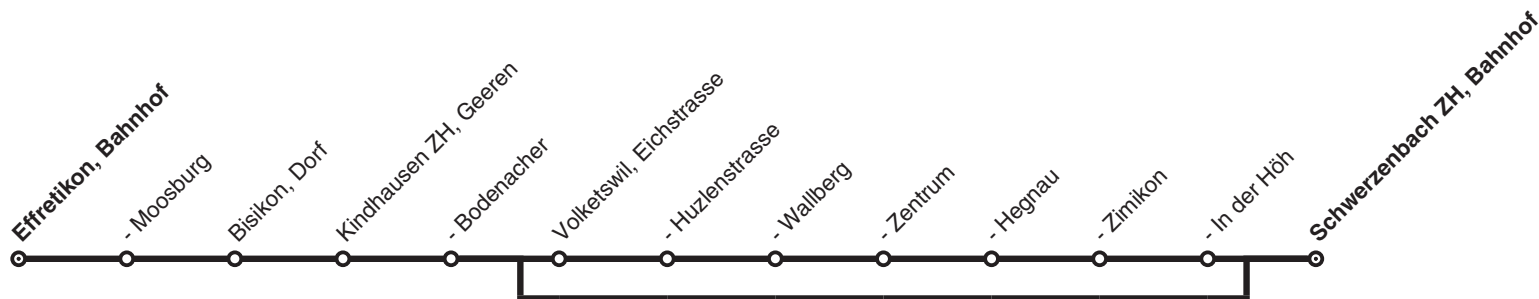 Effretikon, Bahnhof
- Moosburg
Bisikon, Dorf
Kindhausen ZH, Geeren
- Bodenacher
Volketswil, Eichstrasse
- Huzlenstrasse
- Wallberg
- Zentrum
- Hegnau
- Zimikon
- In der Höh
Schwerzenbach ZH, Bahnhof